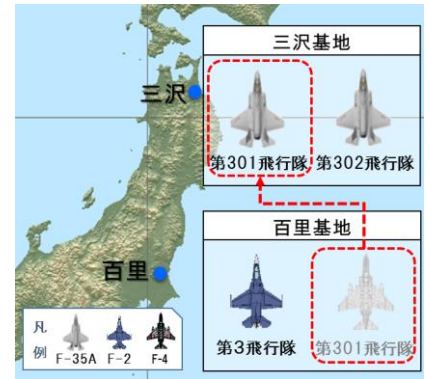 三沢基地
三沢
第301飛行隊 第302飛行隊
百里基地
百里
第3飛行隊 第301飛行隊
凡例
F-35A F-2 F-4